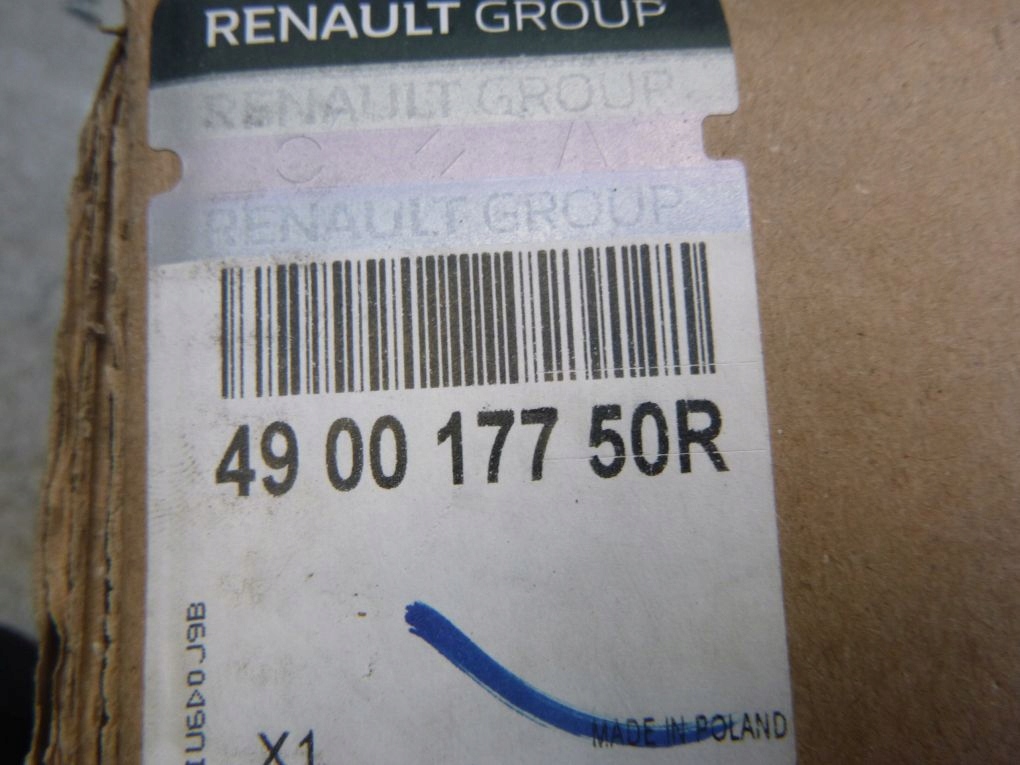 RENAULT GROUP
RENAULT GROUP
RENAULT GROUP
49 00 177 50R
X1
MADE IN POLAND